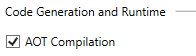 Code Generation and Runtime
AOT Compilation